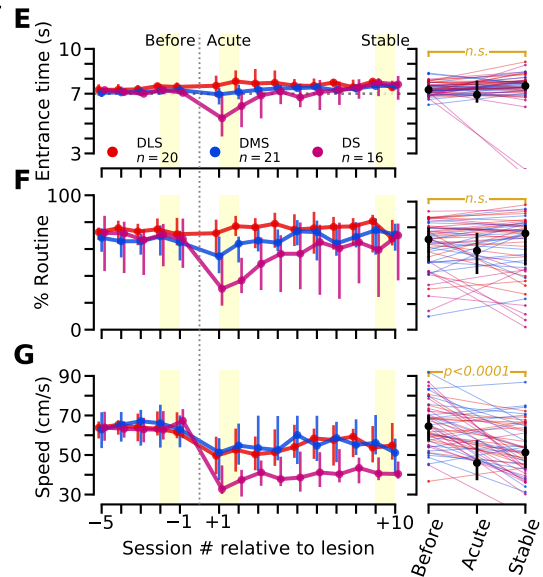 E
Before Acute Stable
Entrance time (s)
10
7
3
n.s.
DLS
n=20
DMS
n=21
DS
n=16
F
% Routine
100
0
n.s.
G
Speed (cm/s)
90
70
50
30
p<0.0001
−5 −1 +1 +10
Session # relative to lesion
Before Acute Stable